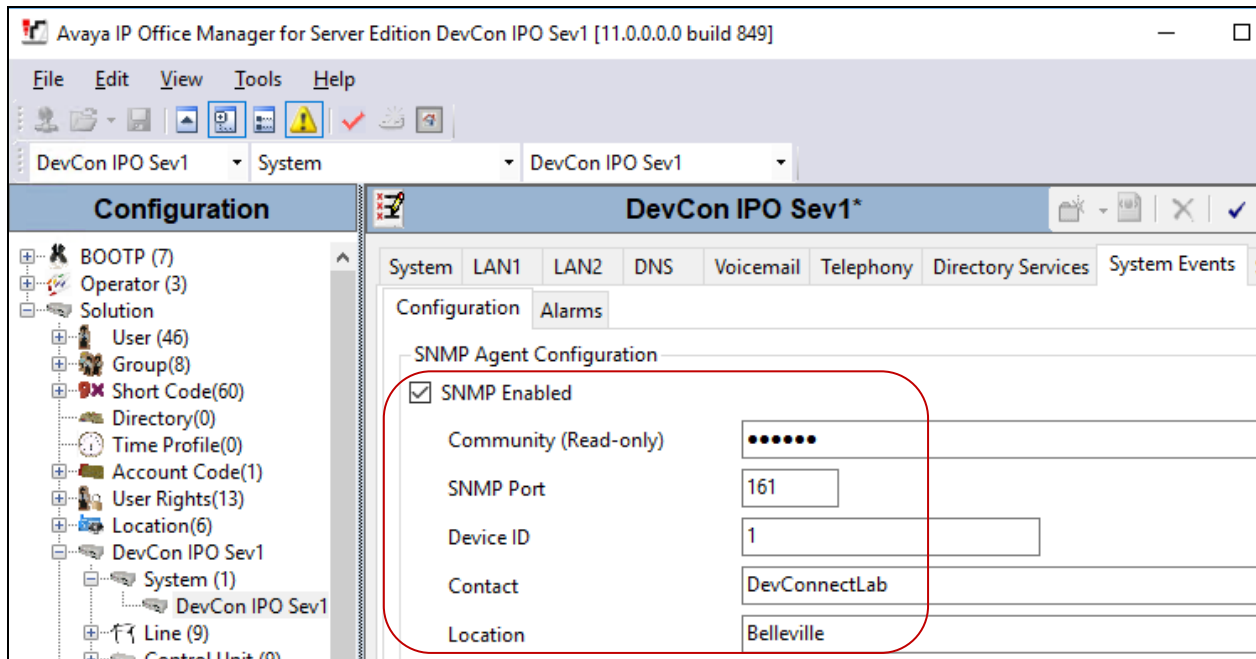 Avaya IP Office Manager for Server Edition DevCon IPO Sev1 [11.0.0.0.0 build 849]
File Edit View Tools Help
DevCon IPO Sev1 System DevCon IPO Sev1
Configuration
BOOTP (7)
Operator (3)
Solution
User (46)
Group(8)
Short Code(60)
Directory(0)
Time Profile(0)
Account Code(1)
User Rights(13)
Location(6)
DevCon IPO Sev1
System (1)
DevCon IPO Sev1
Line (9)
Control Unit (9)
DevCon IPO Sev1*
System LAN1 LAN2 DNS Voicemail Telephony Directory Services System Events
Configuration Alarms
SNMP Agent Configuration
SNMP Enabled
Community (Read-only) ••••••
SNMP Port 161
Device ID 1
Contact DevConnectLab
Location Belleville